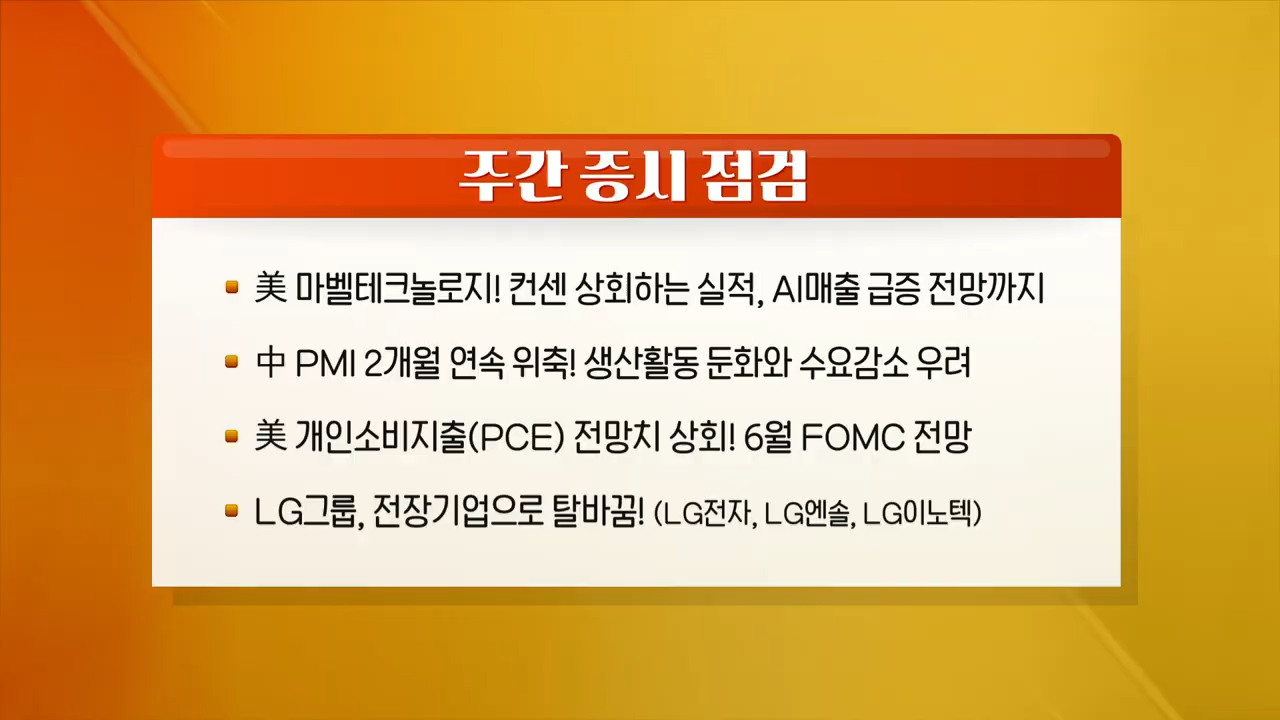 주간 증시 점검
美 마벨테크놀로지! 컨센 상회하는 실적, AI매출 급증 전망까지
中 PMI 2개월 연속 위축! 생산활동 둔화와 수요감소 우려
美 개인소비지출(PCE) 전망치 상회! 6월 FOMC 전망
LG그룹, 전장기업으로 탈바꿈! (LG전자, LG엔솔, LG이노텍)